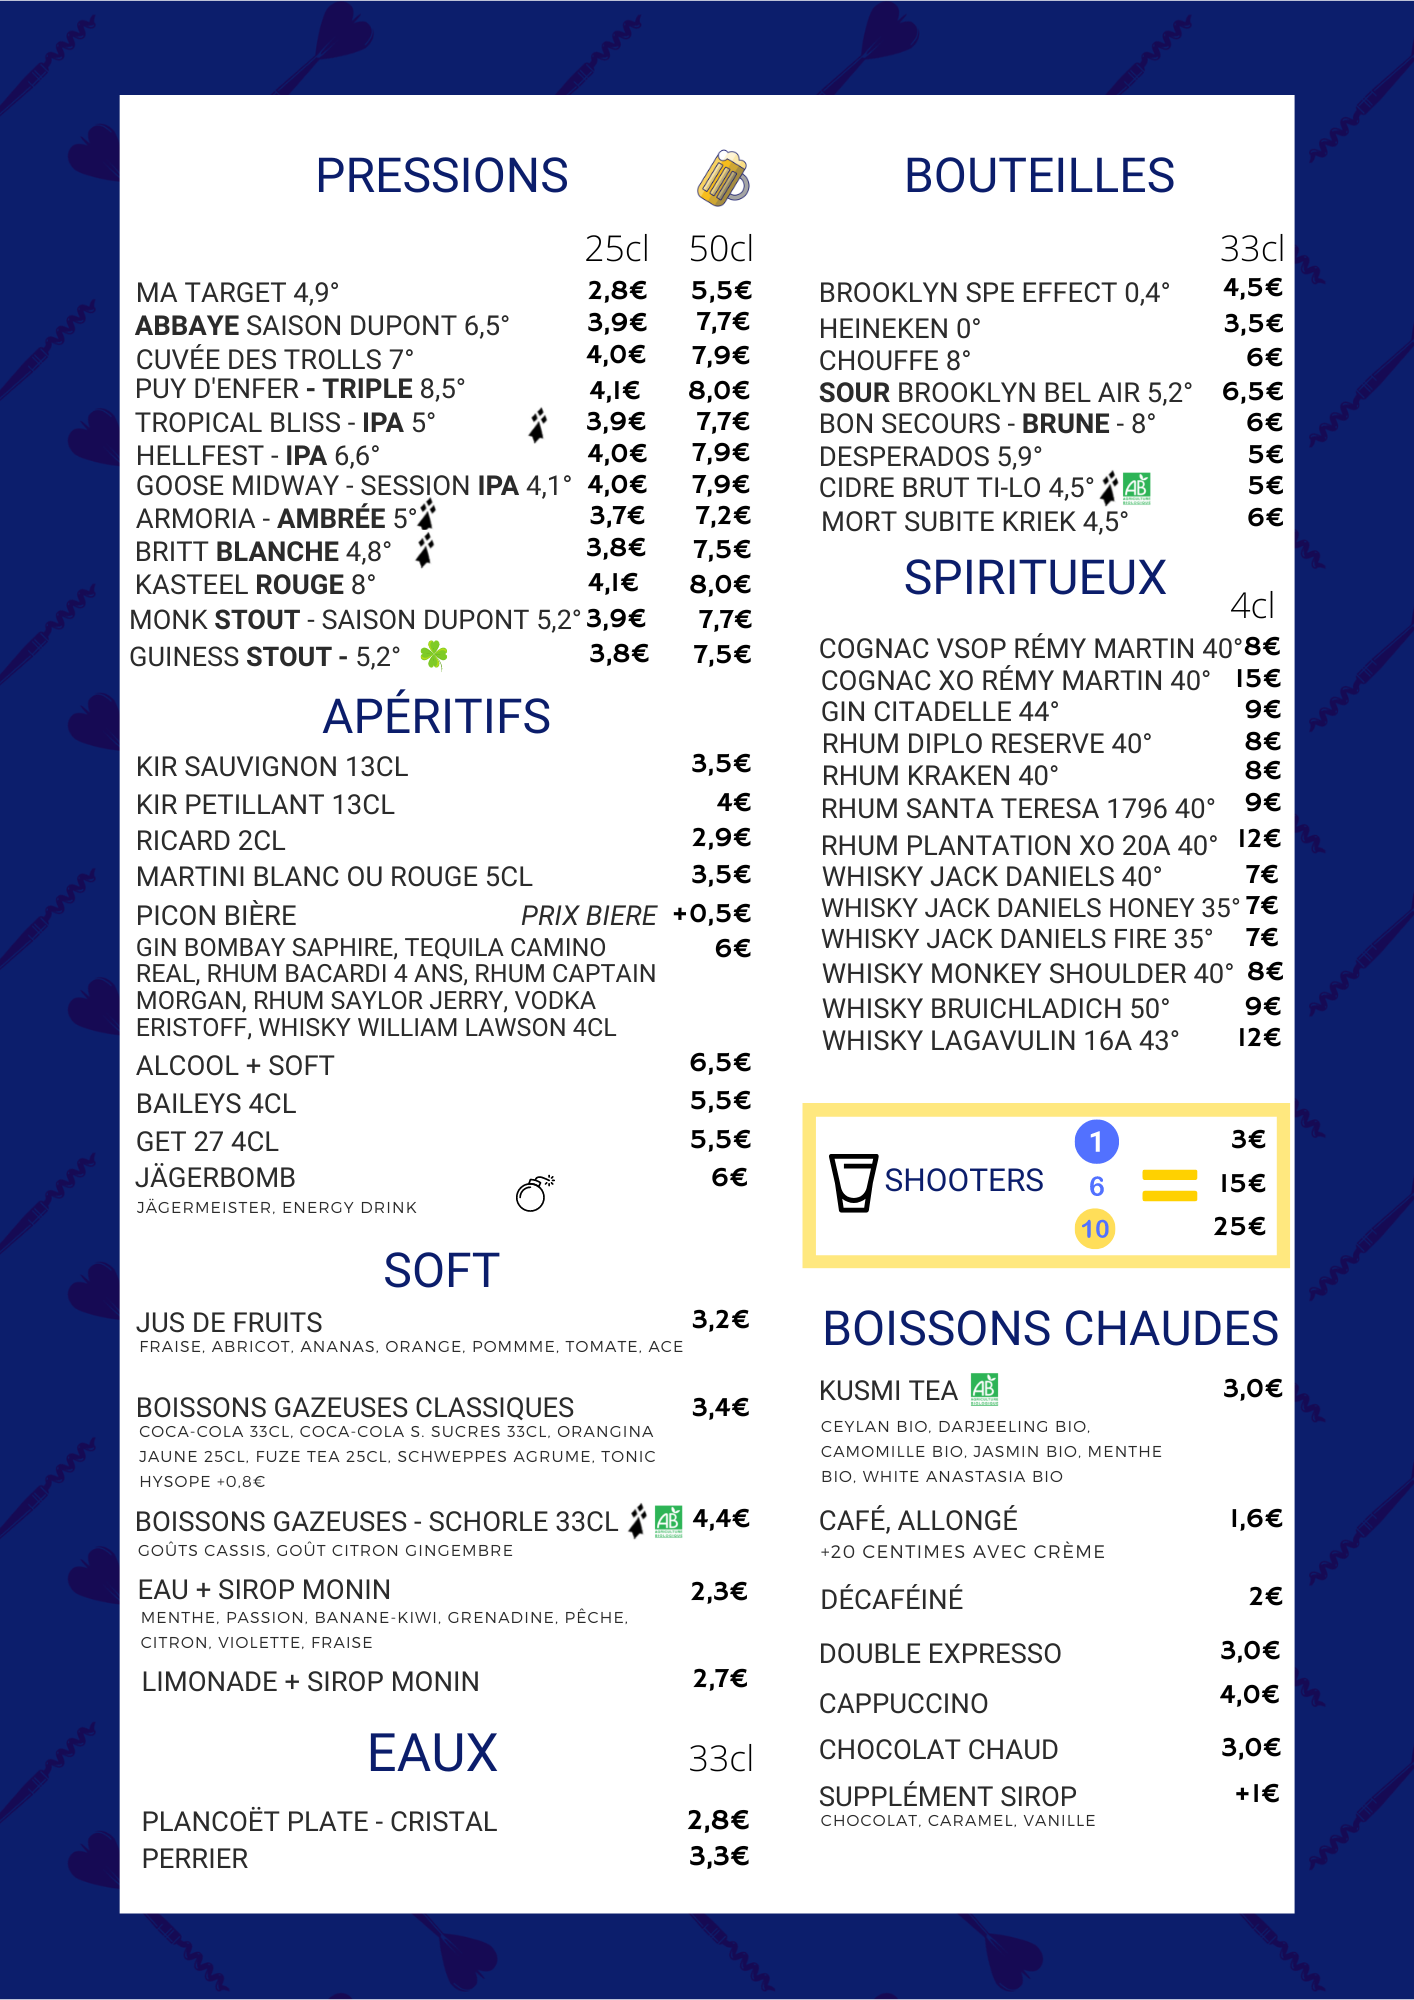 PRESSIONS
25cl 50cl
MA TARGET 4,9° 2,8€ 5,5€
ABBAYE SAISON DUPONT 6,5° 3,9€ 7,7€
CUVÉE DES TROLLS 7° 4,0€ 7,9€
PUY D'ENFER - TRIPLE 8,5° 4,1€ 8,0€
TROPICAL BLISS - IPA 5° 3,9€ 7,7€
HELLFEST - IPA 6,6° 4,0€ 7,9€
GOOSE MIDWAY - SESSION IPA 4,1° 4,0€ 7,9€
ARMORIA - AMBRÉE 5° 3,7€ 7,2€
BRITT BLANCHE 4,8° 3,8€ 7,5€
KASTEEL ROUGE 8° 4,1€ 8,0€
MONK STOUT - SAISON DUPONT 5,2° 3,9€ 7,7€
GUINESS STOUT - 5,2° 3,8€ 7,5€
APÉRITIFS
KIR SAUVIGNON 13CL 3,5€
KIR PETILLANT 13CL 4€
RICARD 2CL 2,9€
MARTINI BLANC OU ROUGE 5CL 3,5€
PICON BIÈRE PRIX BIERE +0,5€
GIN BOMBAY SAPHIRE, TEQUILA CAMINO 6€
REAL, RHUM BACARDI 4 ANS, RHUM CAPTAIN
MORGAN, RHUM SAYLOR JERRY, VODKA
ERISTOFF, WHISKY WILLIAM LAWSON 4CL
ALCOOL + SOFT 6,5€
BAILEYS 4CL 5,5€
GET 27 4CL 5,5€
JÄGERBOMB 6€
JÄGERMEISTER, ENERGY DRINK
SOFT
JUS DE FRUITS 3,2€
FRAISE, ABRICOT, ANANAS, ORANGE, POMMME, TOMATE, ACE
BOISSONS GAZEUSES CLASSIQUES 3,4€
COCA-COLA 33CL, COCA-COLA S. SUCRES 33CL, ORANGINA
JAUNE 25CL, FUZE TEA 25CL, SCHWEPPES AGRUME, TONIC
HYSOPE +0,8€
BOISSONS GAZEUSES - SCHORLE 33CL AB 4,4€
GOÛTS CASSIS, GOÛT CITRON GINGEMBRE
EAU + SIROP MONIN 2,3€
MENTHE, PASSION, BANANE-KIWI, GRENADINE, PÊCHE,
CITRON, VIOLETTE, FRAISE
LIMONADE + SIROP MONIN 2,7€
EAUX 33cl
PLANCOËT PLATE - CRISTAL 2,8€
PERRIER 3,3€
BOUTEILLES
33cl
BROOKLYN SPE EFFECT 0,4° 4,5€
HEINEKEN 0° 3,5€
CHOUFFE 8° 6€
SOUR BROOKLYN BEL AIR 5,2° 6,5€
BON SECOURS - BRUNE - 8° 6€
DESPERADOS 5,9° 5€
CIDRE BRUT TI-LO 4,5° AB 5€
MORT SUBITE KRIEK 4,5° 6€
SPIRITUEUX
4cl
COGNAC VSOP RÉMY MARTIN 40° 8€
COGNAC XO RÉMY MARTIN 40° 15€
GIN CITADELLE 44° 9€
RHUM DIPLO RESERVE 40° 8€
RHUM KRAKEN 40° 8€
RHUM SANTA TERESA 1796 40° 9€
RHUM PLANTATION XO 20A 40° 12€
WHISKY JACK DANIELS 40° 7€
WHISKY JACK DANIELS HONEY 35° 7€
WHISKY JACK DANIELS FIRE 35° 7€
WHISKY MONKEY SHOULDER 40° 8€
WHISKY BRUICHLADICH 50° 9€
WHISKY LAGAVULIN 16A 43° 12€
1 3€
SHOOTERS 6 = 15€
10 25€
BOISSONS CHAUDES
KUSMI TEA AB 3,0€
CEYLAN BIO, DARJEELING BIO,
CAMOMILLE BIO, JASMIN BIO, MENTHE
BIO, WHITE ANASTASIA BIO
CAFÉ, ALLONGÉ 1,6€
+20 CENTIMES AVEC CRÈME
DÉCAFÉINÉ 2€
DOUBLE EXPRESSO 3,0€
CAPPUCCINO 4,0€
CHOCOLAT CHAUD 3,0€
SUPPLÉMENT SIROP +1€
CHOCOLAT, CARAMEL, VANILLE